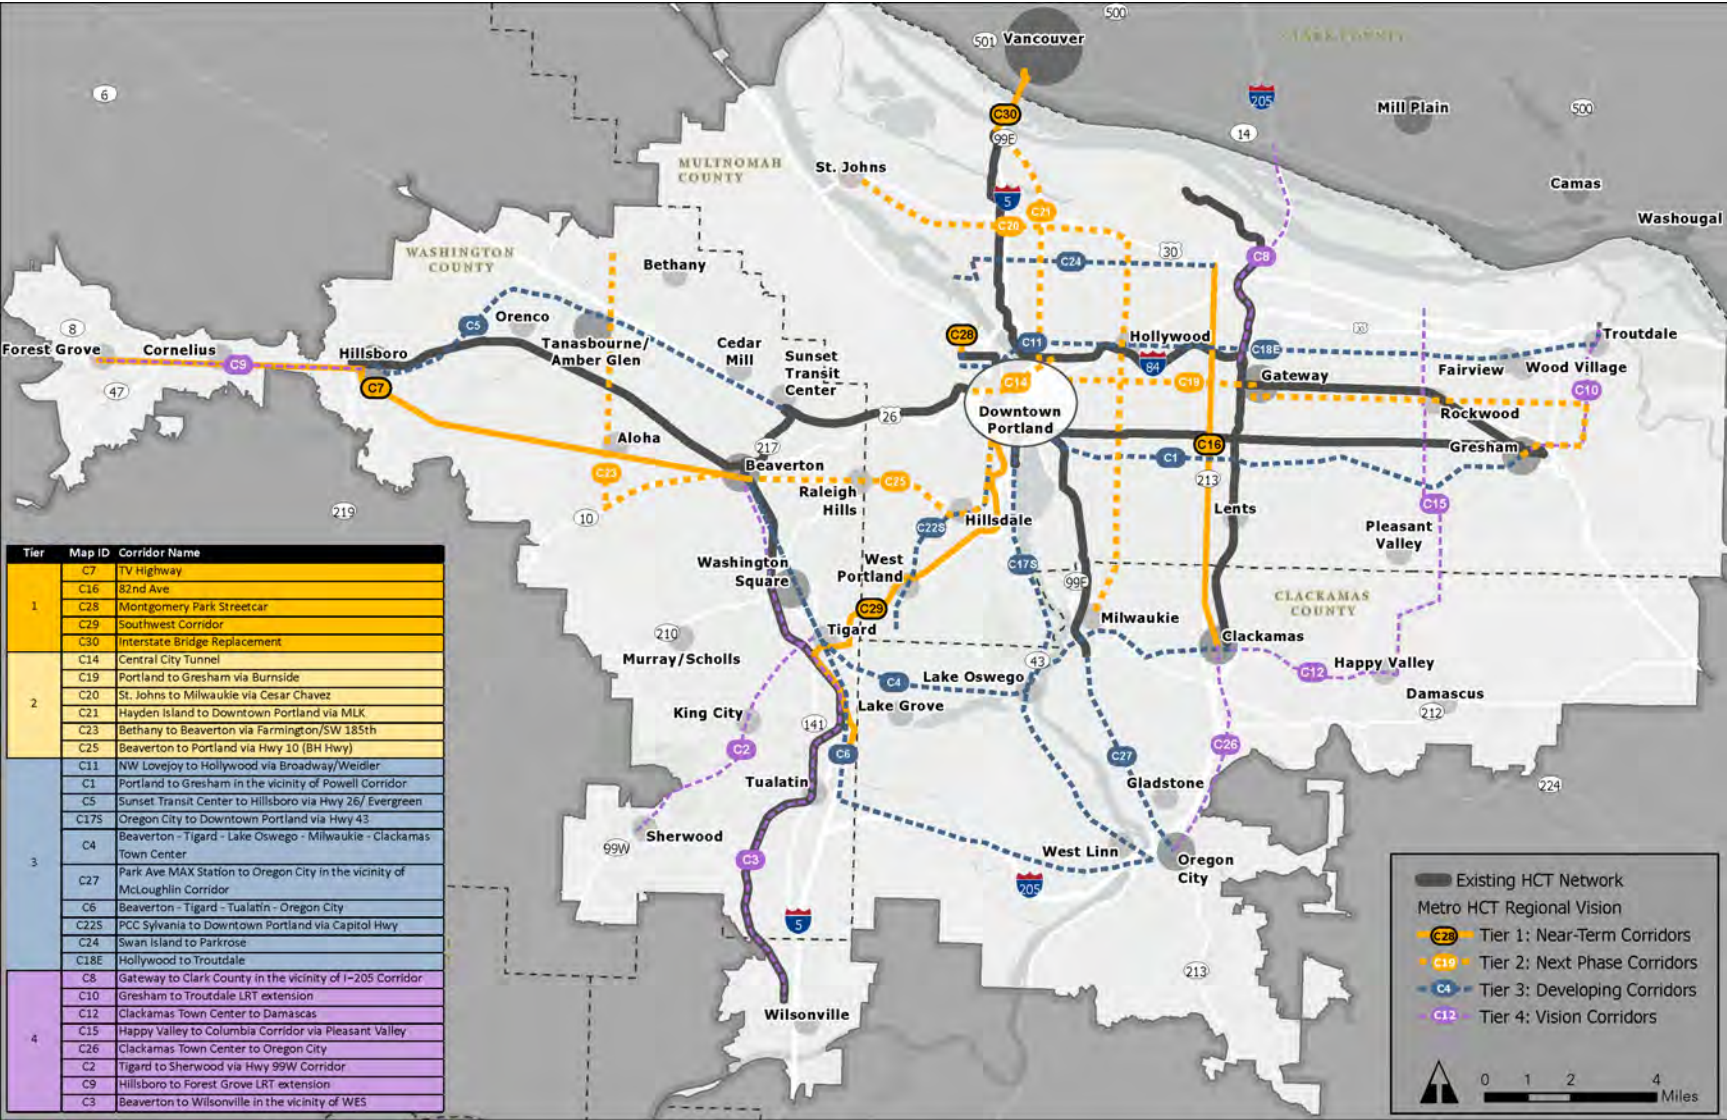 500
501
Vancouver
CLARK COUNTY
6
205
Mill Plain
500
C30
99E
14
MULTNOMAH
COUNTY
St. Johns
Camas
5
C21
C20
Washougal
WASHINGTON
COUNTY
Bethany
C24
30
C8
8
C5
Orenco
Forest Grove
Cornelius
Hillsboro
Tanasbourne/
Amber Glen
Cedar
Mill
Sunset
Transit
Center
C28
C11
Hollywood
C18E
Troutdale
C9
C7
47
84
Gateway
Fairview
Wood Village
C14
C19
C10
26
Downtown
Portland
Rockwood
Aloha
217
C16
Gresham
C23
Beaverton
C1
C25
213
Raleigh
Hills
10
219
C22S
Hillsdale
Lents
C15
Pleasant
Valley
Washington
Square
West
Portland
C17S
99E
CLACKAMAS
COUNTY
C29
Milwaukie
210
Tigard
Clackamas
Murray/Scholls
43
C12
Happy Valley
C4
Lake Oswego
Damascus
King City
141
Lake Grove
212
C2
C6
C27
C26
Tualatin
Gladstone
224
Sherwood
99W
C3
West Linn
Oregon
City
205
5
213
Wilsonville
Tier Map ID Corridor Name
1
C7 TV Highway
C16 82nd Ave
C28 Montgomery Park Streetcar
C29 Southwest Corridor
C30 Interstate Bridge Replacement
2
C14 Central City Tunnel
C19 Portland to Gresham via Burnside
C20 St. Johns to Milwaukie via Cesar Chavez
C21 Hayden Island to Downtown Portland via MLK
C23 Bethany to Beaverton via Farmington/SW 185th
C25 Beaverton to Portland via Hwy 10 (BH Hwy)
3
C11 NW Lovejoy to Hollywood via Broadway/Weidler
C1 Portland to Gresham in the vicinity of Powell Corridor
C5 Sunset Transit Center to Hillsboro via Hwy 26/ Evergreen
C17S Oregon City to Downtown Portland via Hwy 43
C4 Beaverton - Tigard - Lake Oswego - Milwaukie - Clackamas
Town Center
C27 Park Ave MAX Station to Oregon City in the vicinity of
McLoughlin Corridor
C6 Beaverton - Tigard - Tualatin - Oregon City
C22S PCC Sylvania to Downtown Portland via Capitol Hwy
C24 Swan Island to Parkrose
C18E Hollywood to Troutdale
4
C8 Gateway to Clark County in the vicinity of I-205 Corridor
C10 Gresham to Troutdale LRT extension
C12 Clackamas Town Center to Damascus
C15 Happy Valley to Columbia Corridor via Pleasant Valley
C26 Clackamas Town Center to Oregon City
C2 Tigard to Sherwood via Hwy 99W Corridor
C9 Hillsboro to Forest Grove LRT extension
C3 Beaverton to Wilsonville in the vicinity of WES
Existing HCT Network
Metro HCT Regional Vision
C28 Tier 1: Near-Term Corridors
C19 Tier 2: Next Phase Corridors
C4 Tier 3: Developing Corridors
C12 Tier 4: Vision Corridors
0 1 2 4
Miles